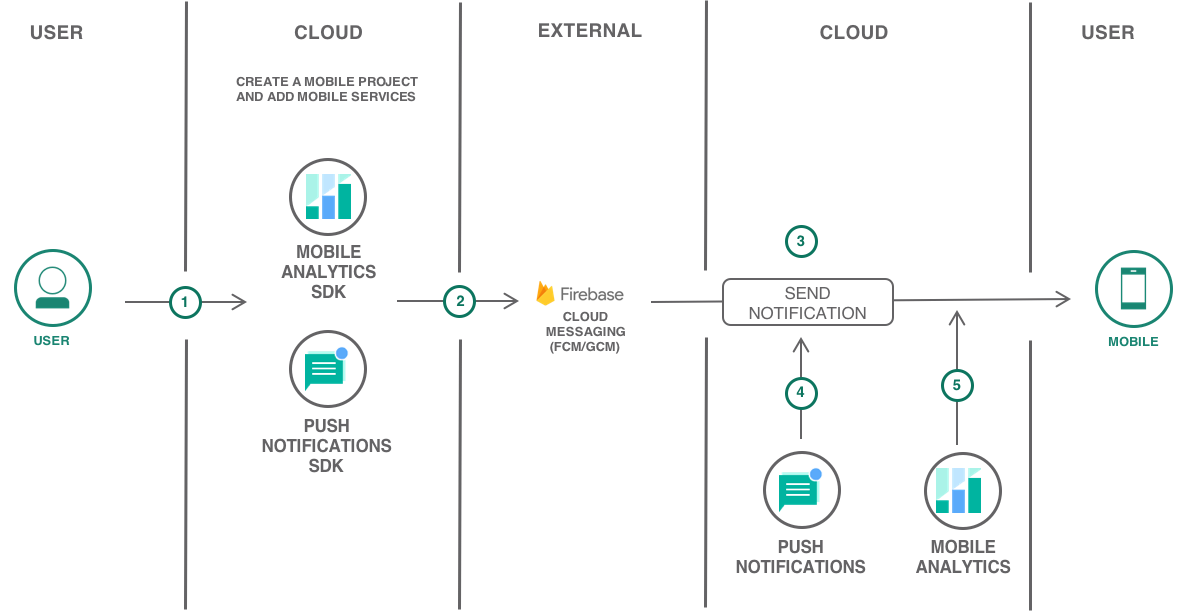 USER
CLOUD
EXTERNAL
CLOUD
USER
CREATE A MOBILE PROJECT
AND ADD MOBILE SERVICES
USER
1
MOBILE
ANALYTICS
SDK
PUSH
NOTIFICATIONS
SDK
2
Firebase
CLOUD
MESSAGING
(FCM/GCM)
3
SEND
NOTIFICATION
4
5
PUSH
NOTIFICATIONS
MOBILE
ANALYTICS
MOBILE